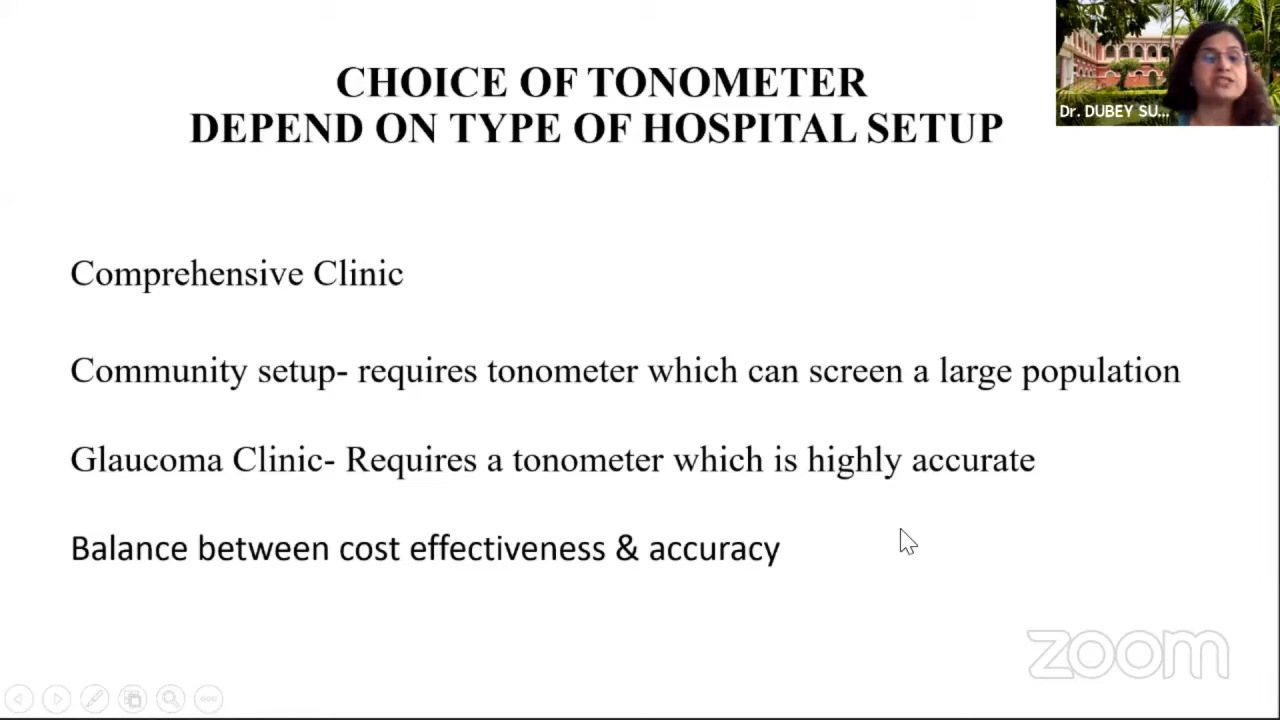 CHOICE OF TONOMETER
DEPEND ON TYPE OF HOSPITAL SETUP
Dr. DUBEY SU...
Comprehensive Clinic
Community setup- requires tonometer which can screen a large population
Glaucoma Clinic- Requires a tonometer which is highly accurate
Balance between cost effectiveness & accuracy
zoom